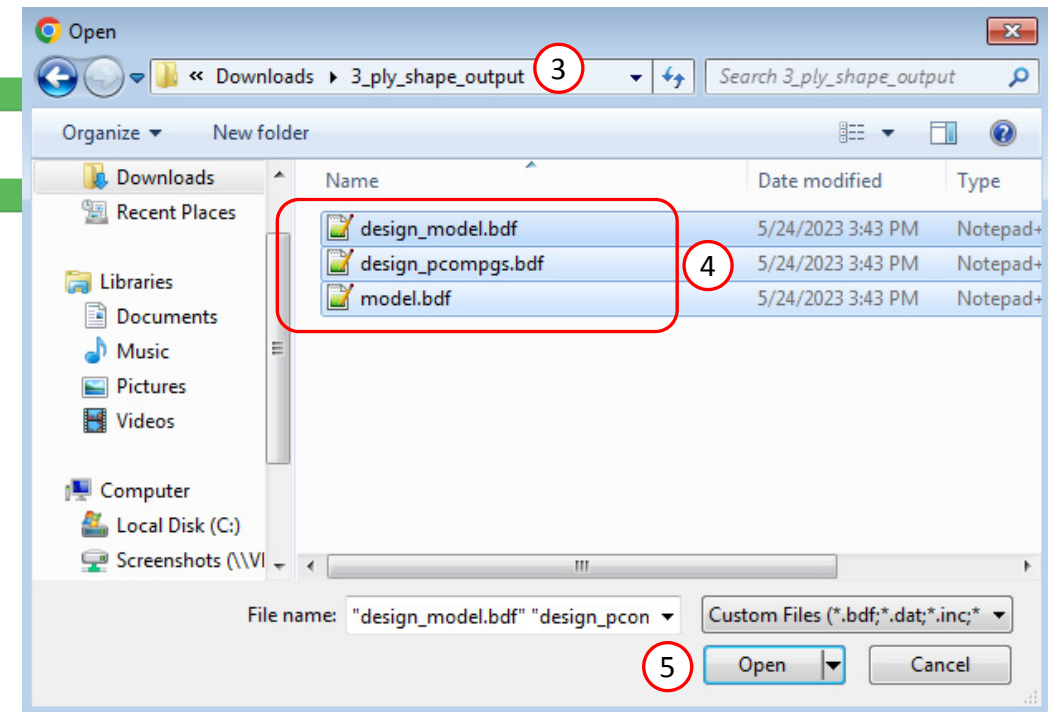 Open
« Downloads ▸ 3_ply_shape_output 3 Search 3_ply_shape_output
Organize New folder
Downloads
Recent Places
Libraries
Documents
Music
Pictures
Videos
Computer
Local Disk (C:)
Screenshots (\\VI
Name Date modified Type
design_model.bdf 5/24/2023 3:43 PM Notepad+
design_pcompgs.bdf 5/24/2023 3:43 PM Notepad+
4
model.bdf 5/24/2023 3:43 PM Notepad+
File name: "design_model.bdf" "design_pcon Custom Files (*.bdf;*.dat;*.inc;*
5 Open Cancel